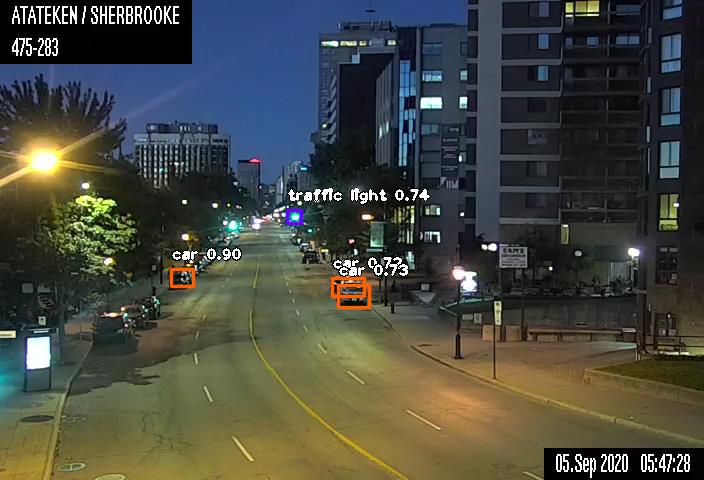 ATATEKEN / SHERBROOKE
475-283
traffic light 0.74
car 0.90
car 0.72
car 0.73
05.Sep 2020 05:47:28